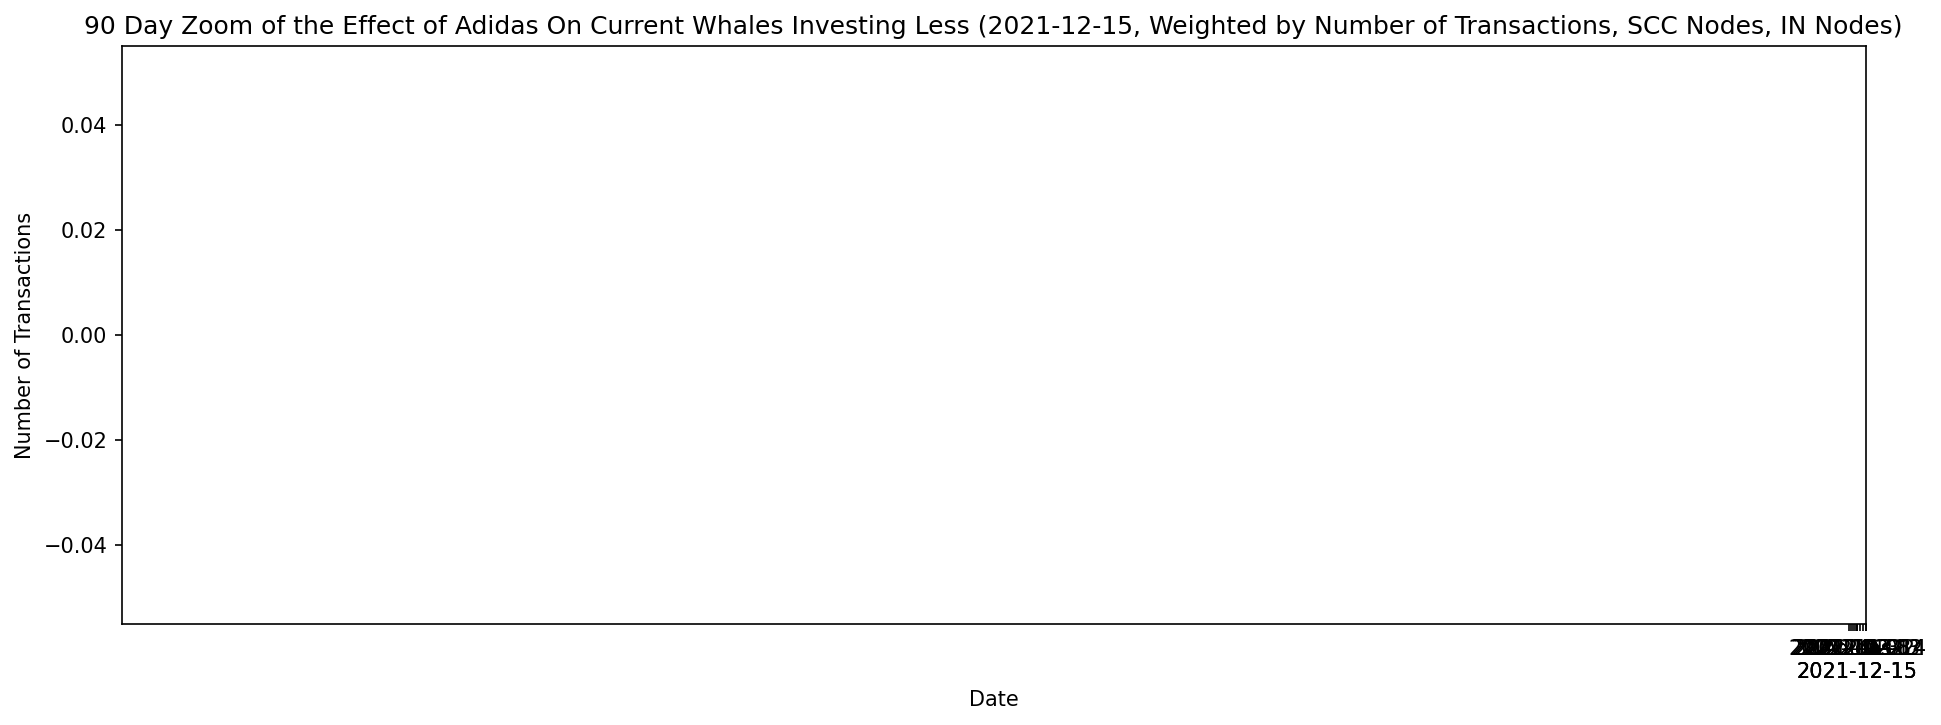 90 Day Zoom of the Effect of Adidas On Current Whales Investing Less (2021-12-15, Weighted by Number of Transactions, SCC Nodes, IN Nodes)
Number of Transactions
0.04
0.02
0.00
−0.02
−0.04
2021-12-15
Date